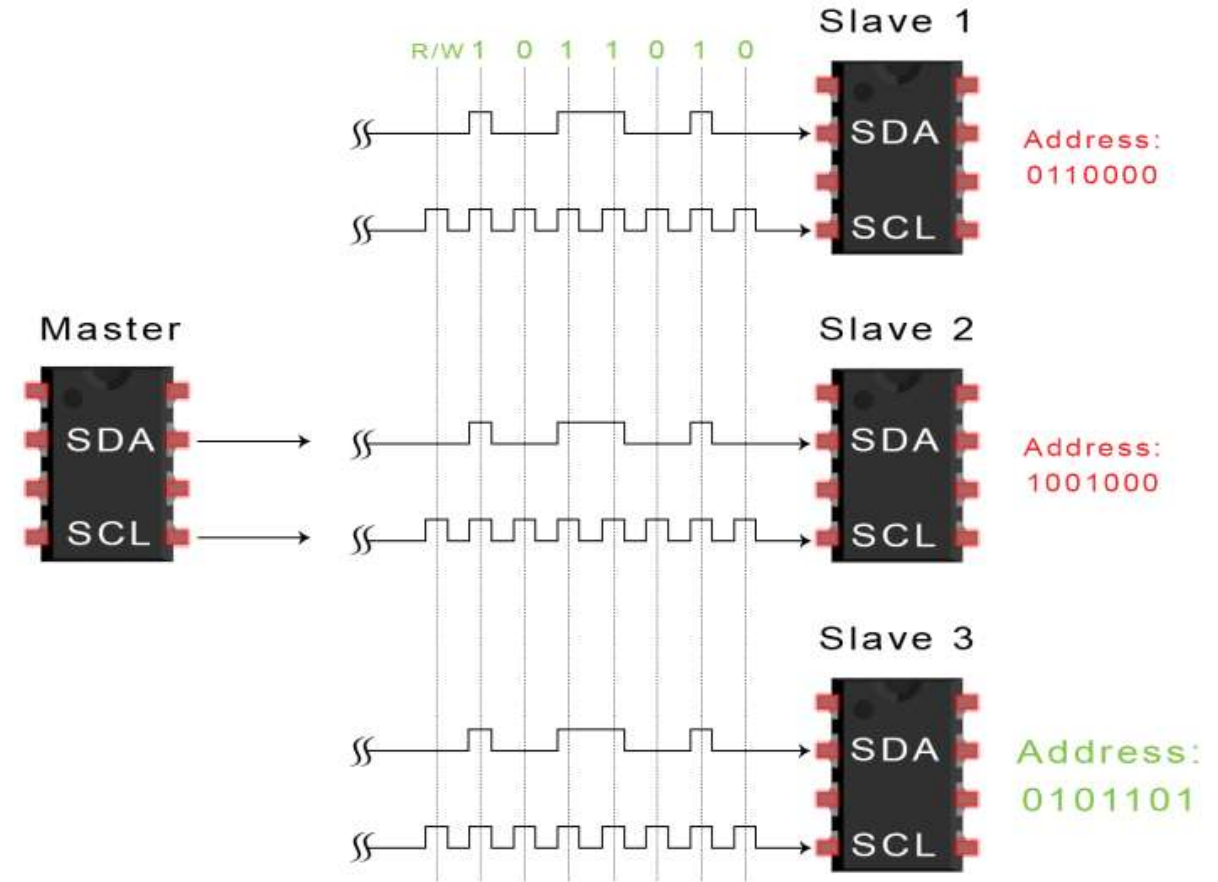 Slave 1
R/W 1 0 1 1 0 1 0
SDA
Address:
0110000
SCL
Master
Slave 2
SDA
SDA
Address:
1001000
SCL
SCL
Slave 3
SDA
Address:
0101101
SCL